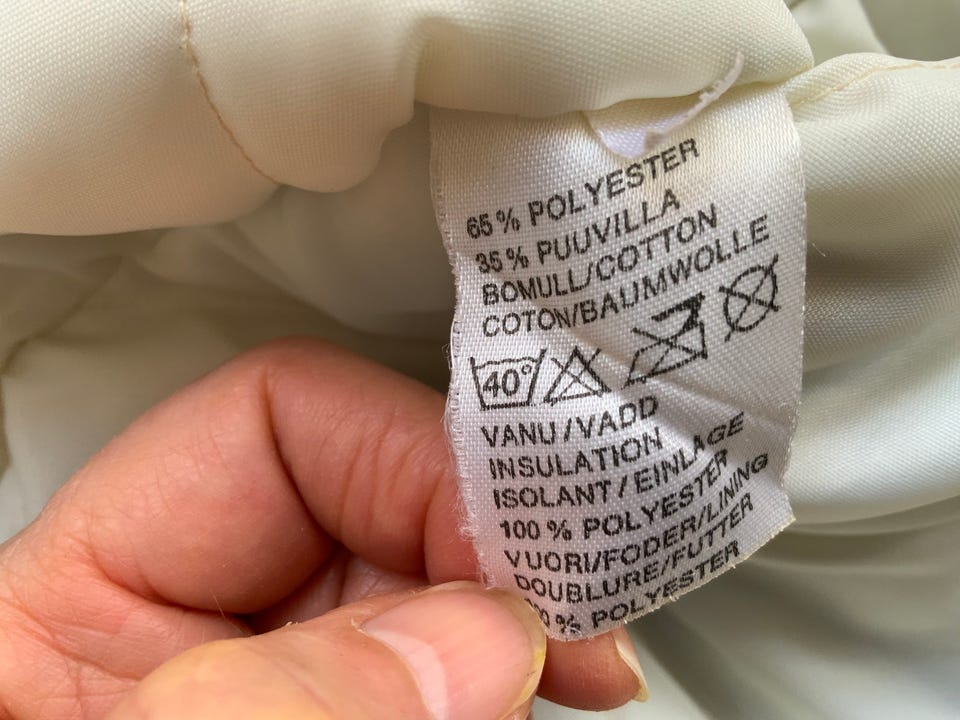 65% POLYESTER
35% PUUVILLA
BOMULL/COTTON
COTON/BAUMWOLLE
40°
VANU/VADD
INSULATION
ISOLANT/EINLAGE
100% POLYESTER
VUORI/FODER/LINING
DOUBLURE/FUTTER
% POLYESTER